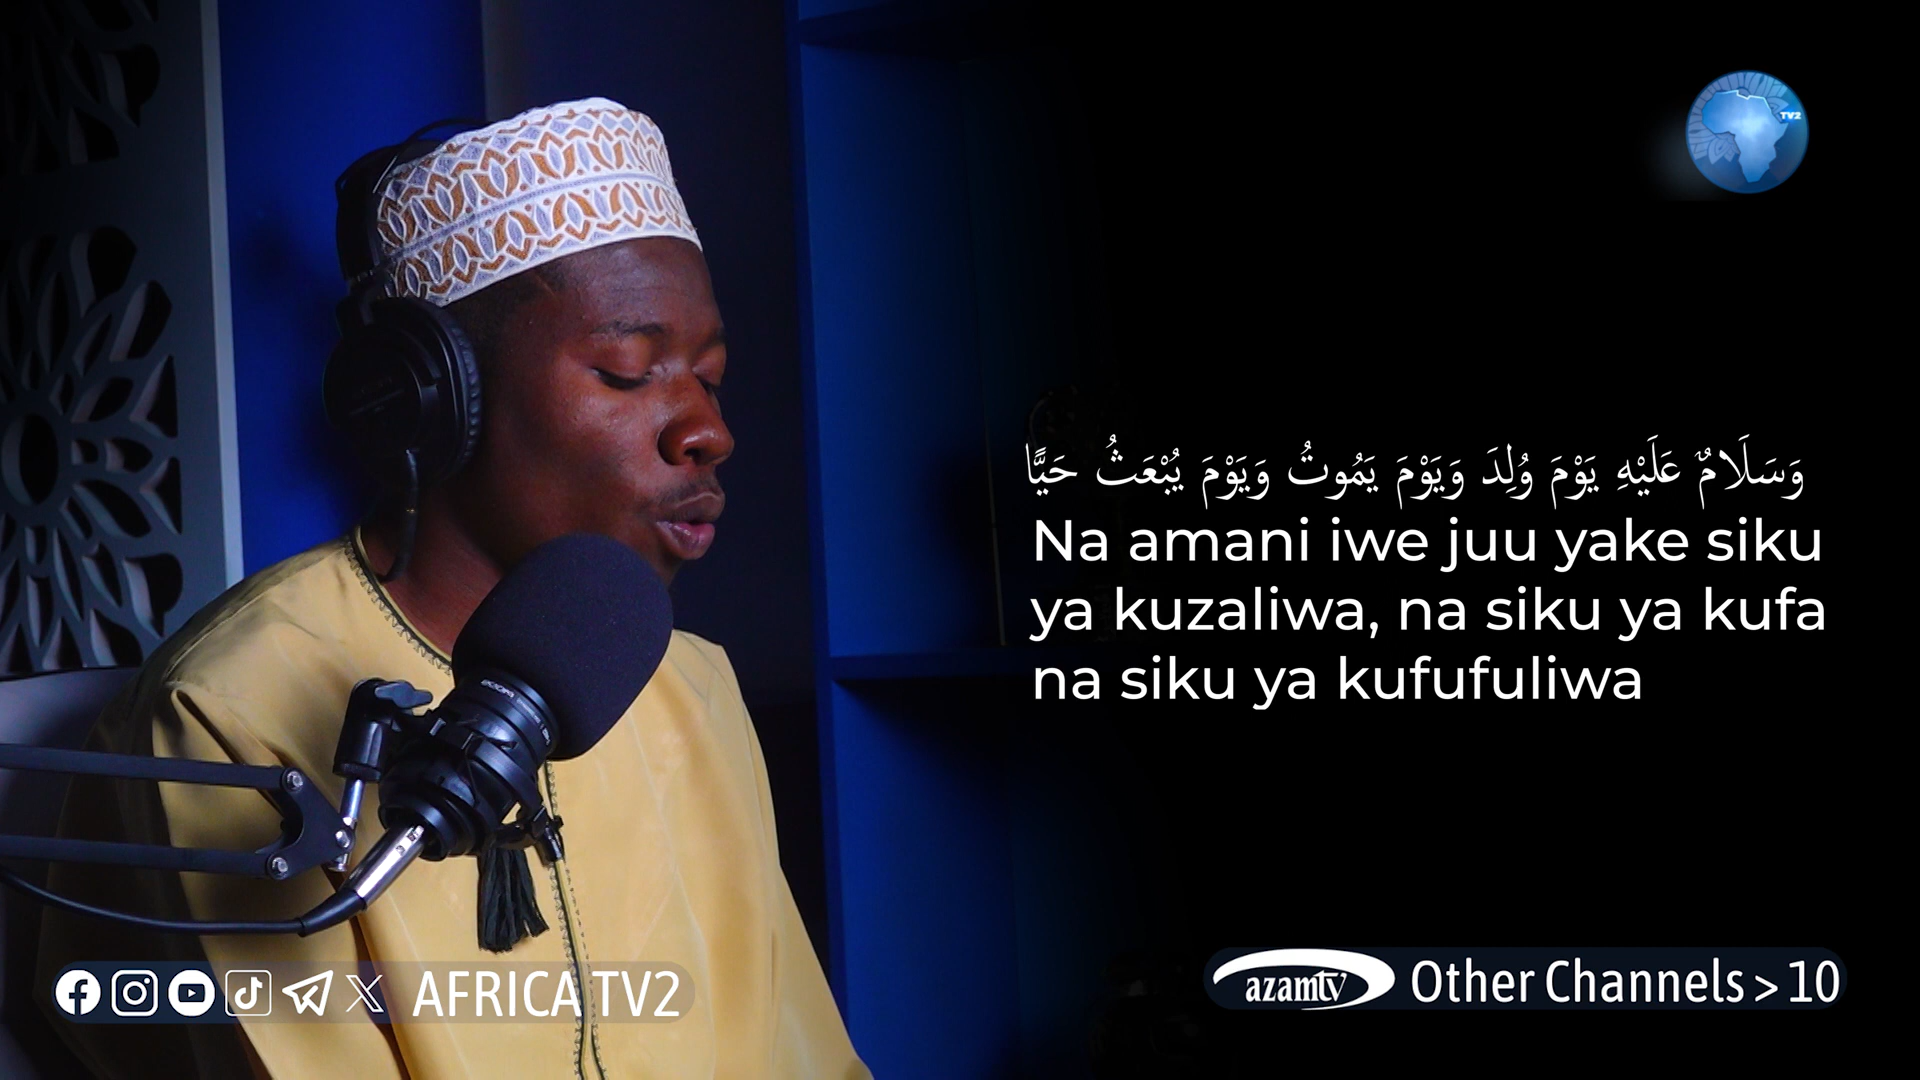 TV2
وَسَلَامٌ عَلَيْهِ يَوْمَ وُلِدَ وَيَوْمَ يَمُوتُ وَيَوْمَ يُبْعَثُ حَيًّا
Na amani iwe juu yake siku
ya kuzaliwa, na siku ya kufa
na siku ya kufufuliwa
AFRICA TV2
azamtv Other Channels > 10